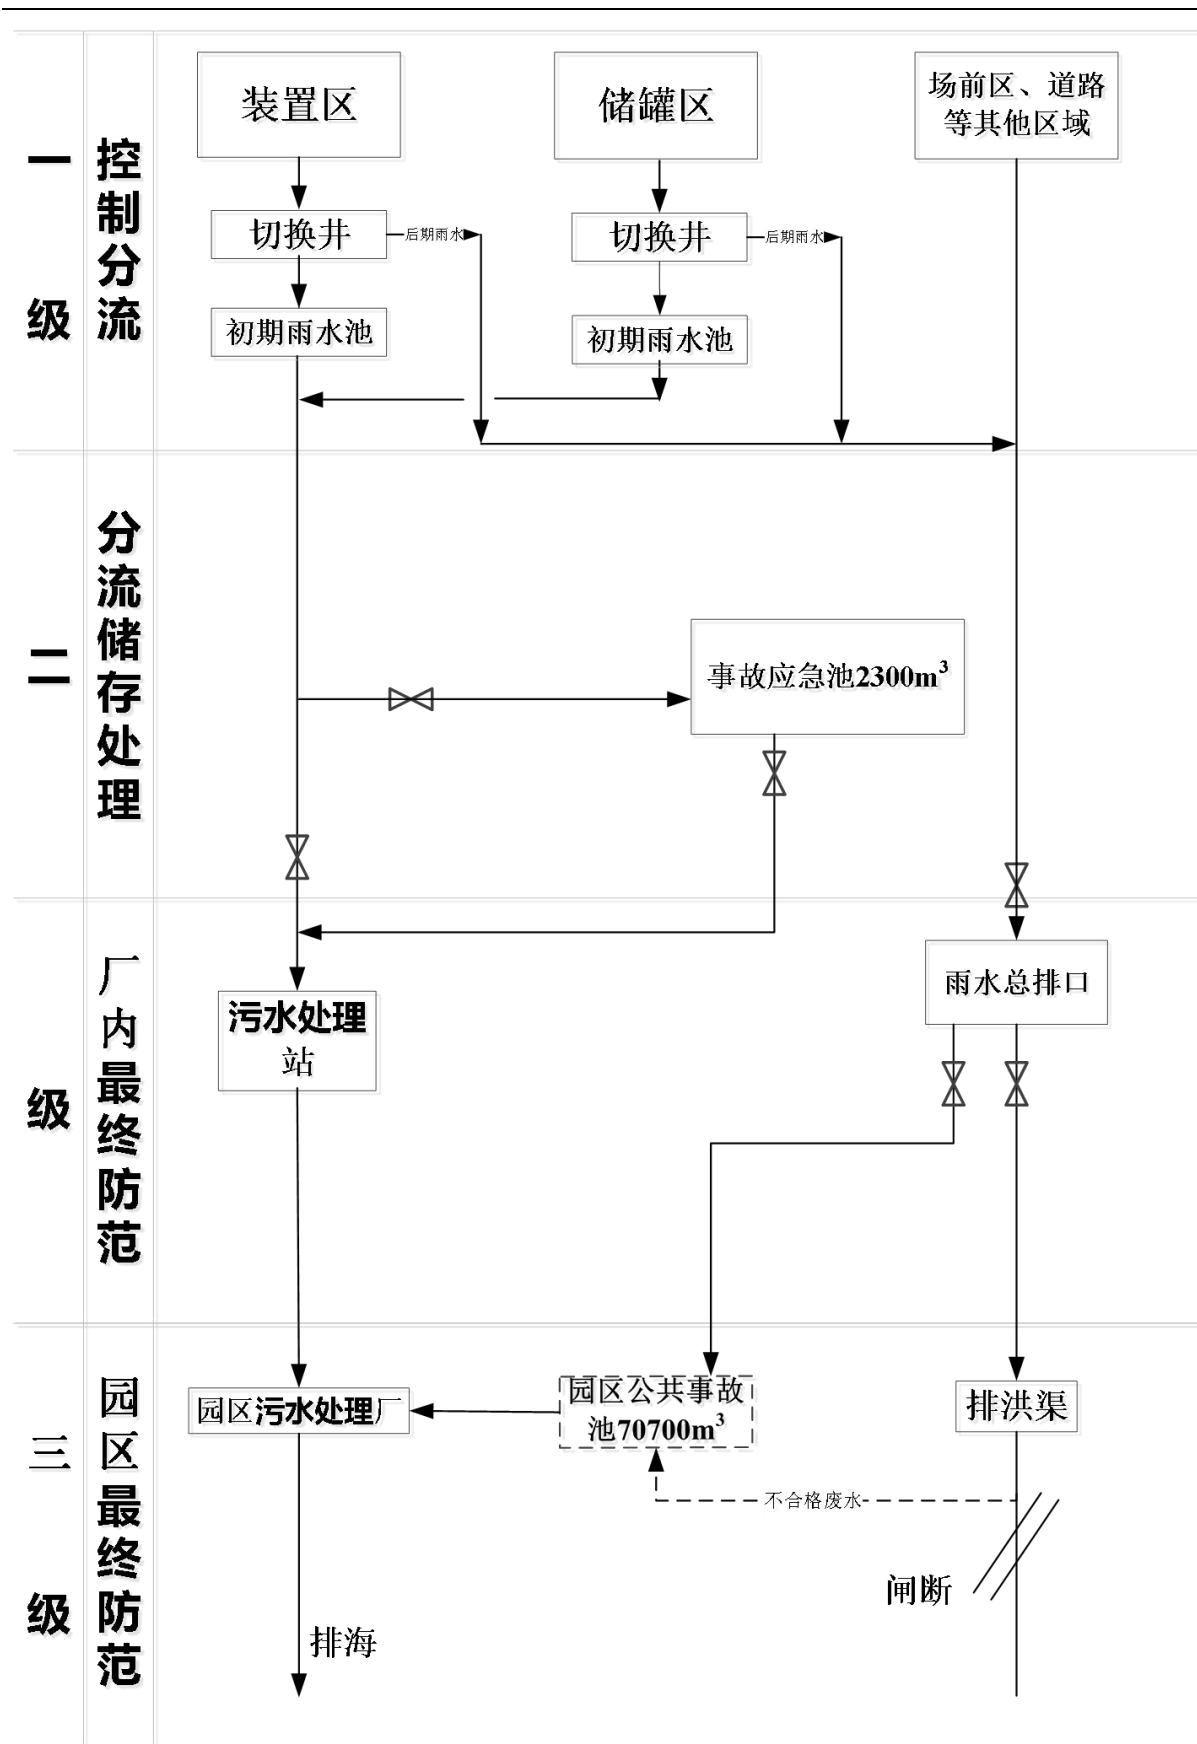 一级
控制分流
装置区
储罐区
场前区、道路
等其他区域
切换井
后期雨水
切换井
后期雨水
初期雨水池
初期雨水池
二级
分流储存处理
事故应急池2300m³
厂内最终防范
雨水总排口
污水处理
站
三级
园区最终防范
园区污水处理厂
园区公共事故
池70700m³
排洪渠
不合格废水
闸断
排海